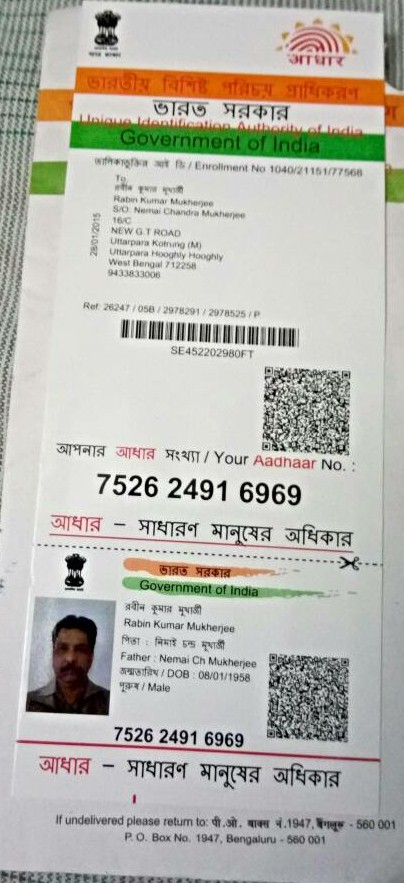 आधार
ভারতীয় বিশিষ্ট পরিচয় প্রাধিকরণ
ভারত সরকার
Unique Identification Authority of India
Government of India
তালিকাভুক্তির আই ডি / Enrollment No 1040/21151/77568
28/01/2015
To,
রবীন কুমার মুখার্জী
Rabin Kumar Mukherjee
S/O: Nemai Chandra Mukherjee
16/C
NEW G.T ROAD
Uttarpara Kotrung (M)
Uttarpara Hooghly Hooghly
West Bengal 712258
9433833006
Ref: 26247 / 05B / 2978291 / 2978525 / P
SE452202980FT
আপনার আধার সংখ্যা / Your Aadhaar No. :
7526 2491 6969
আধার – সাধারণ মানুষের অধিকার
ভারত সরকার
Government of India
রবীন কুমার মুখার্জী
Rabin Kumar Mukherjee
পিতা : নিমাই চন্দ্র মুখার্জী
Father : Nemai Ch Mukherjee
জন্মতারিখ / DOB : 08/01/1958
পুরুষ / Male
7526 2491 6969
আধার – সাধারণ মানুষের অধিকার
If undelivered please return to: पी.ओ. बाक्स नं.1947, बेंगलूरु - 560 001
P. O. Box No. 1947, Bengaluru - 560 001